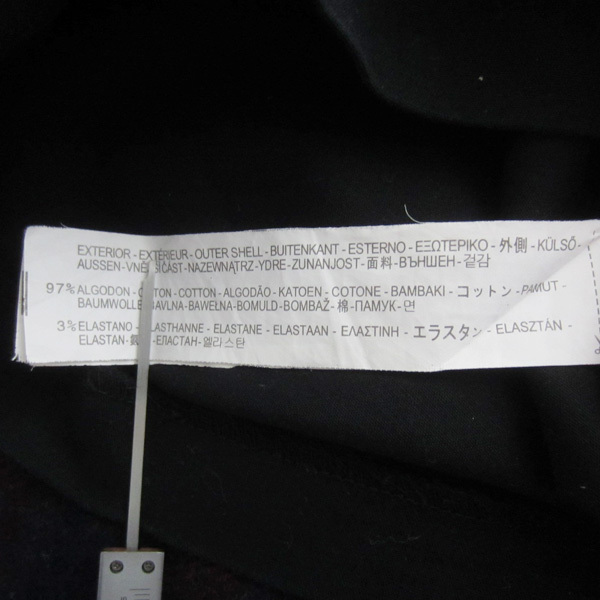 EXTERIOR - EXTÉRIEUR - OUTER SHELL - BUITENKANT - ESTERNO - ΕΞΩΤΕΡΙΚΟ - 外側 - KÜLSŐ -
AUSSEN - ČÁST - NAZEWNĄTRZ - YDRE - ZUNANJOST - 面料 - ВЪНШЕН - 겉감
97% ALGODON - COTON - COTTON - ALGODÃO - KATOEN - COTONE - BAMBAKI - コットン - PAMUT -
BAUMWOLLE - BAVLNA - BAWEŁNA - BOMULD - BOMBAŽ - 棉 - ПАМУК - 면
3% ELASTANO - ELASTHANNE - ELASTANE - ELASTAAN - ΕΛΑΣΤΙΝΗ - エラスタン - ELASZTÁN -
ELASTAN - ЕЛАСТАН - 엘라스탄